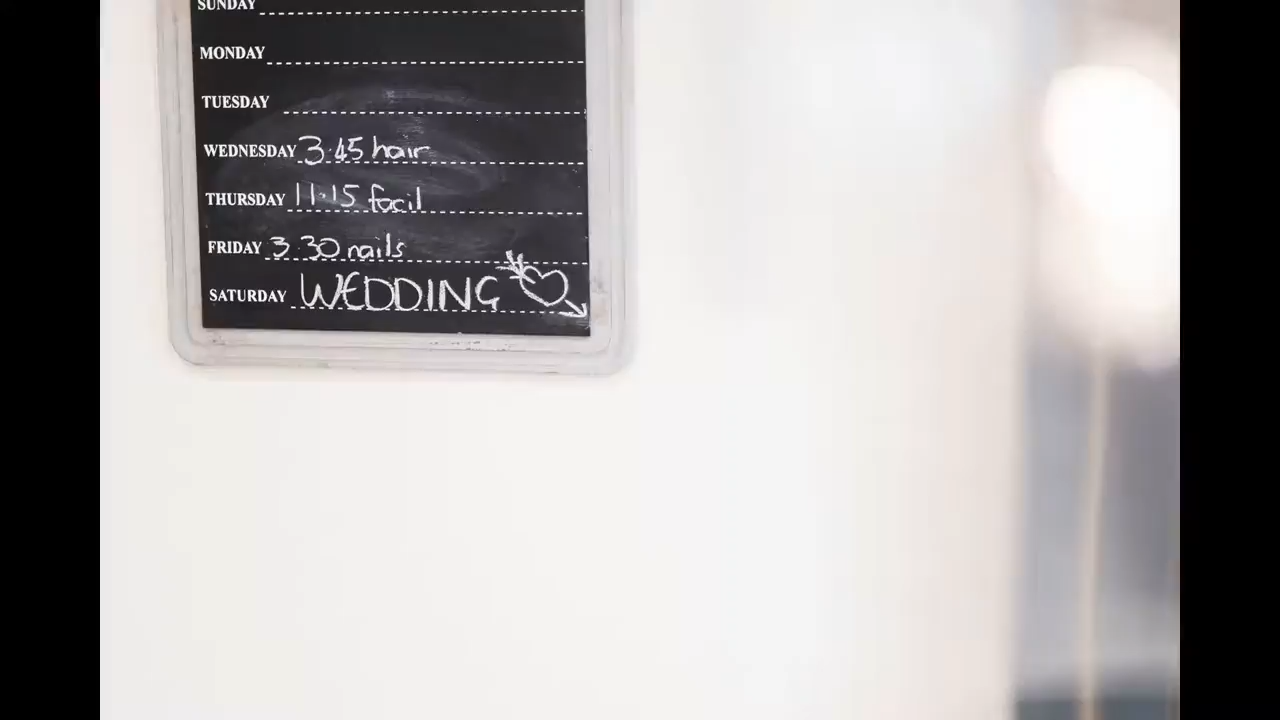 SUNDAY
MONDAY
TUESDAY
WEDNESDAY 3.45 hair
THURSDAY 11.15 facil
FRIDAY 3.30 nails
SATURDAY WEDDING